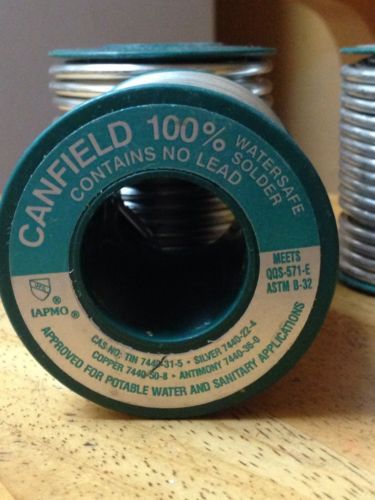 CANFIELD 100% WATERSAFE
CONTAINS NO LEAD SOLDER
MEETS
QQS-571-E
ASTM B-32
®
IAPMO ®
CAS-NO: TIN 7440-31-5 • SILVER 7440-22-4
COPPER 7440-50-8 • ANTIMONY 7440-36-0
APPROVED FOR POTABLE WATER AND SANITARY APPLICATIONS